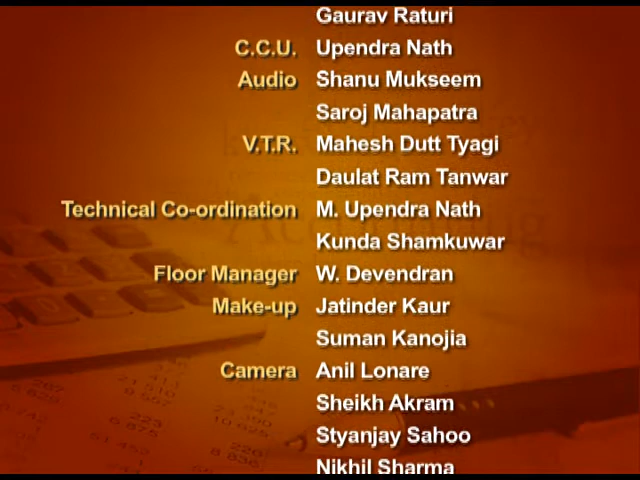 Gaurav Raturi
C.C.U. Upendra Nath
Audio Shanu Mukseem
Saroj Mahapatra
V.T.R. Mahesh Dutt Tyagi
Daulat Ram Tanwar
Technical Co-ordination M. Upendra Nath
Kunda Shamkuwar
Floor Manager W. Devendran
Make-up Jatinder Kaur
Suman Kanojia
Camera Anil Lonare
Sheikh Akram
Styanjay Sahoo
Nikhil Sharma